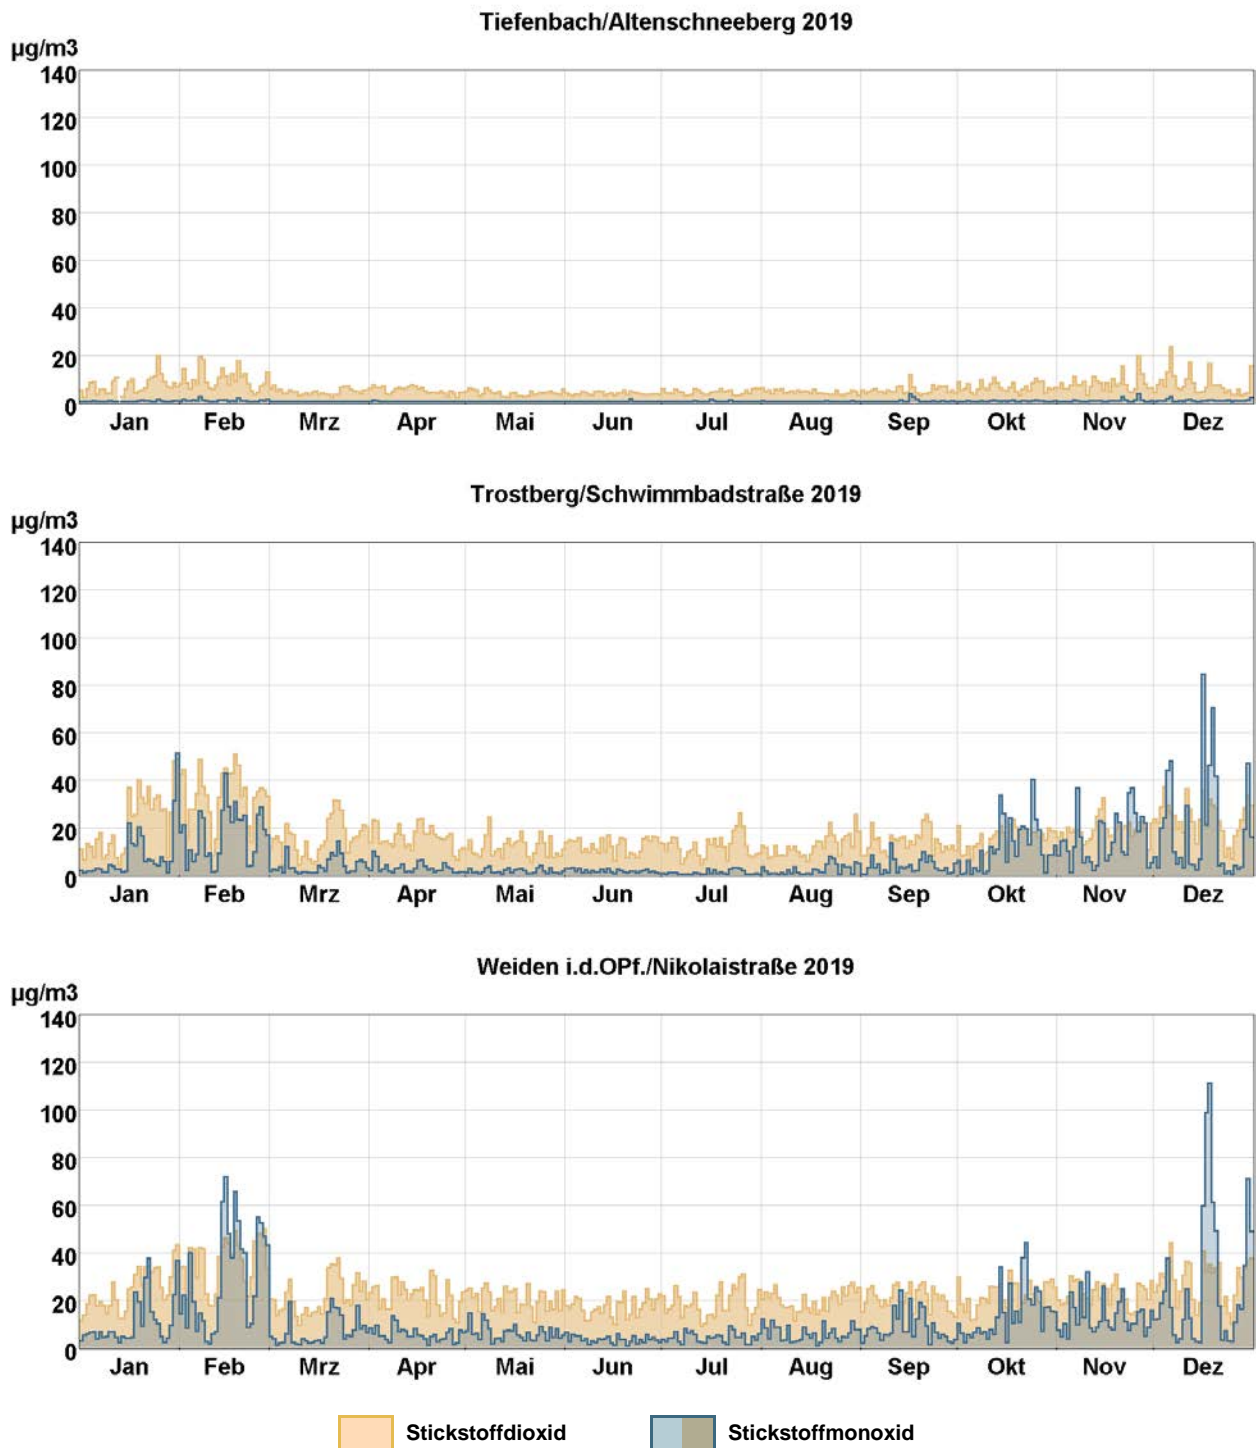 Tiefenbach/Altenschneeberg 2019
µg/m3
140
120
100
80
60
40
20
0
Jan Feb Mrz Apr Mai Jun Jul Aug Sep Okt Nov Dez
Trostberg/Schwimmbadstraße 2019
µg/m3
140
120
100
80
60
40
20
0
Jan Feb Mrz Apr Mai Jun Jul Aug Sep Okt Nov Dez
Weiden i.d.OPf./Nikolaistraße 2019
µg/m3
140
120
100
80
60
40
20
0
Jan Feb Mrz Apr Mai Jun Jul Aug Sep Okt Nov Dez
Stickstoffdioxid Stickstoffmonoxid